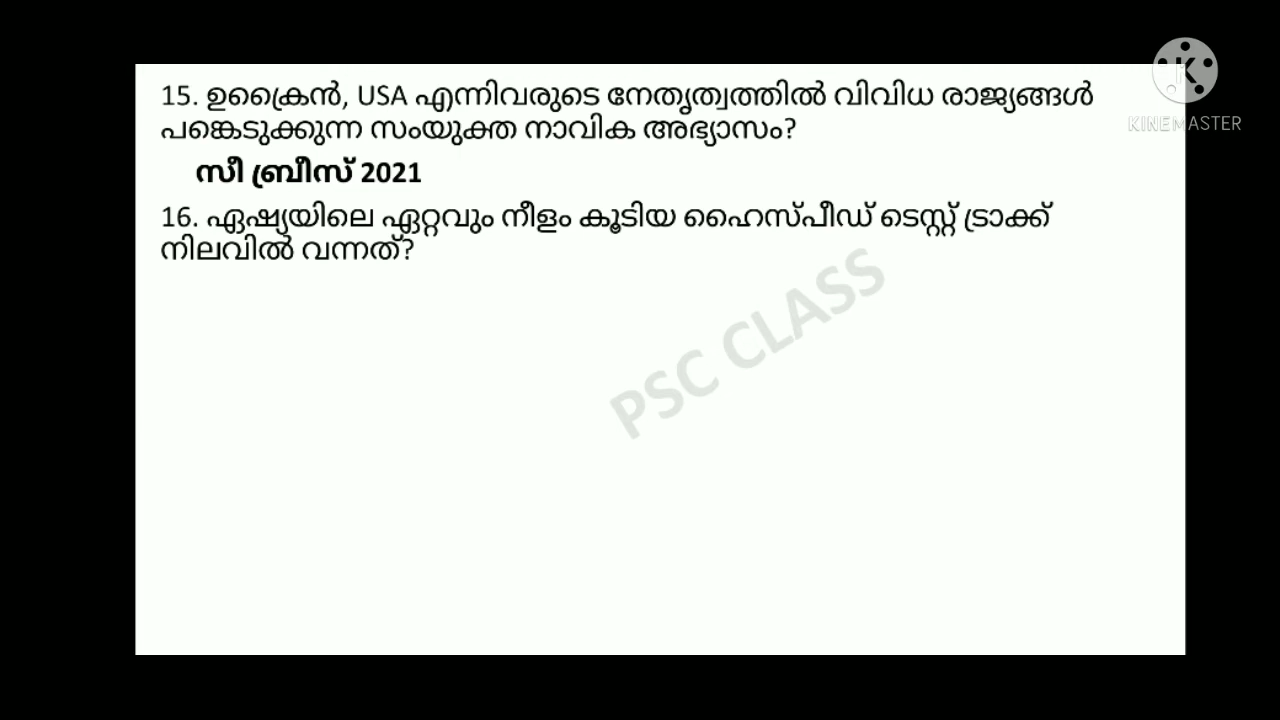 15. ഉക്രൈൻ, USA എന്നിവരുടെ നേതൃത്വത്തിൽ വിവിധ രാജ്യങ്ങൾ
പങ്കെടുക്കുന്ന സംയുക്ത നാവിക അഭ്യാസം?
സീ ബ്രീസ് 2021
16. ഏഷ്യയിലെ ഏറ്റവും നീളം കൂടിയ ഹൈസ്പീഡ് ടെസ്റ്റ് ട്രാക്ക്
നിലവിൽ വന്നത്?
PSC CLASS
KINEMASTER